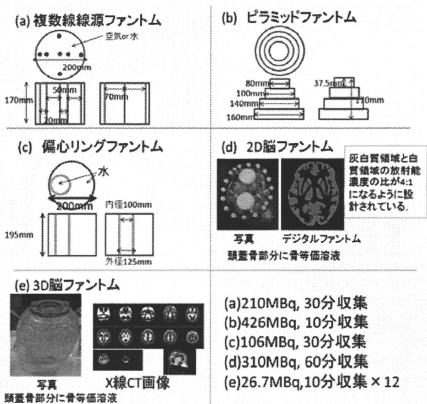 (a) 複数線線源ファントム
空気or水
200mm
170mm
50mm
20mm
70mm
(b) ピラミッドファントム
80mm
100mm
140mm
160mm
37.5mm
170mm
(c) 偏心リングファントム
水
200mm
195mm
内径100mm
外径125mm
(d) 2D脳ファントム
灰白質領域と白
質領域の放射能
濃度の比が4:1
になるように設
計されている.
写真 デジタルファントム
頭蓋骨部分に骨等価溶液
(e) 3D脳ファントム
写真
X線CT画像
頭蓋骨部分に骨等価溶液
(a)210MBq, 30分収集
(b)426MBq, 10分収集
(c)106MBq, 30分収集
(d)310MBq, 60分収集
(e)26.7MBq,10分収集×12